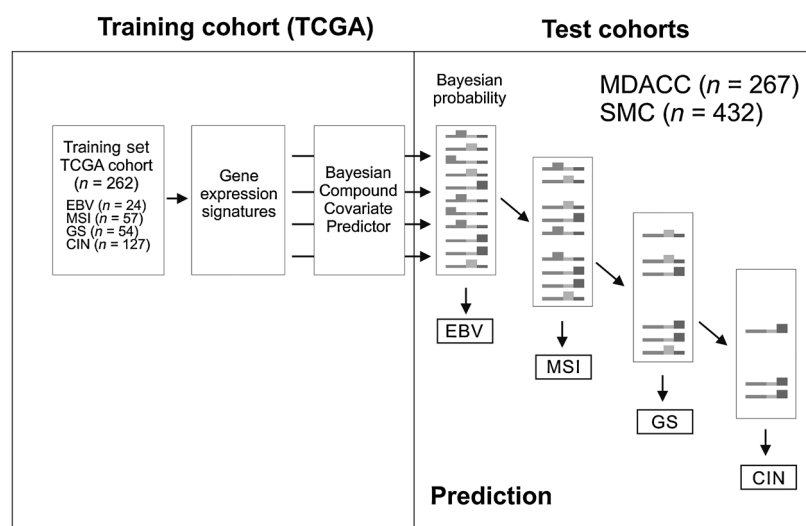 Training cohort (TCGA)
Test cohorts
Training set
TCGA cohort
(n = 262)
EBV (n = 24)
MSI (n = 57)
GS (n = 54)
CIN (n = 127)
Gene
expression
signatures
Bayesian
Compound
Covariate
Predictor
Bayesian
probability
MDACC (n = 267)
SMC (n = 432)
EBV
MSI
GS
CIN
Prediction